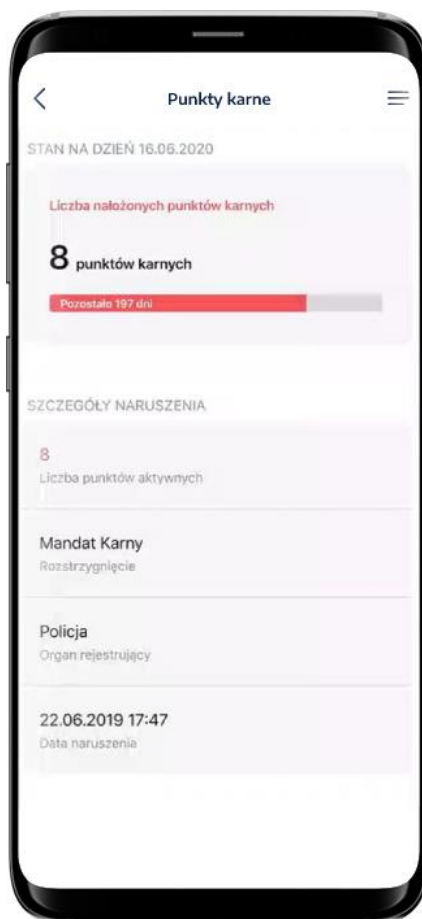 Punkty karne
STAN NA DZIEŃ 16.06.2020
Liczba nałożonych punktów karnych
8 punktów karnych
Pozostało 197 dni
SZCZEGÓŁY NARUSZENIA
8
Liczba punktów aktywnych
Mandat Karny
Rozstrzygnięcie
Policja
Organ rejestrujący
22.06.2019 17:47
Data naruszenia